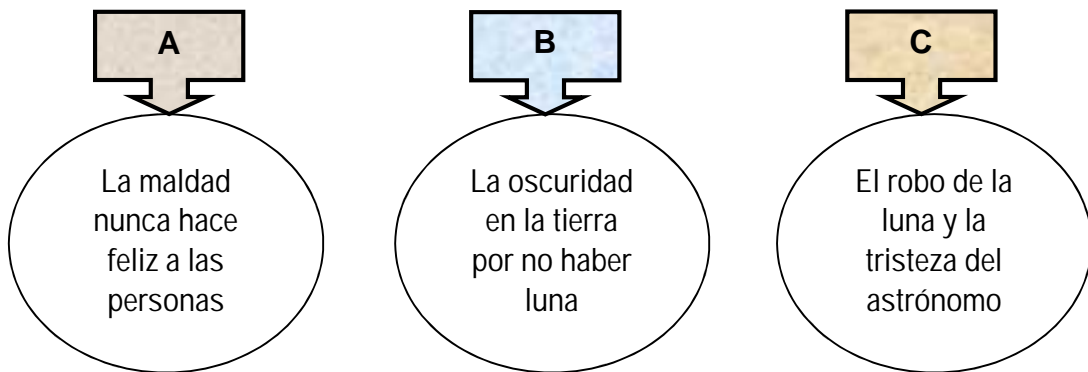 A
La maldad
nunca hace
feliz a las
personas
B
La oscuridad
en la tierra
por no haber
luna
C
El robo de la
luna y la
tristeza del
astrónomo